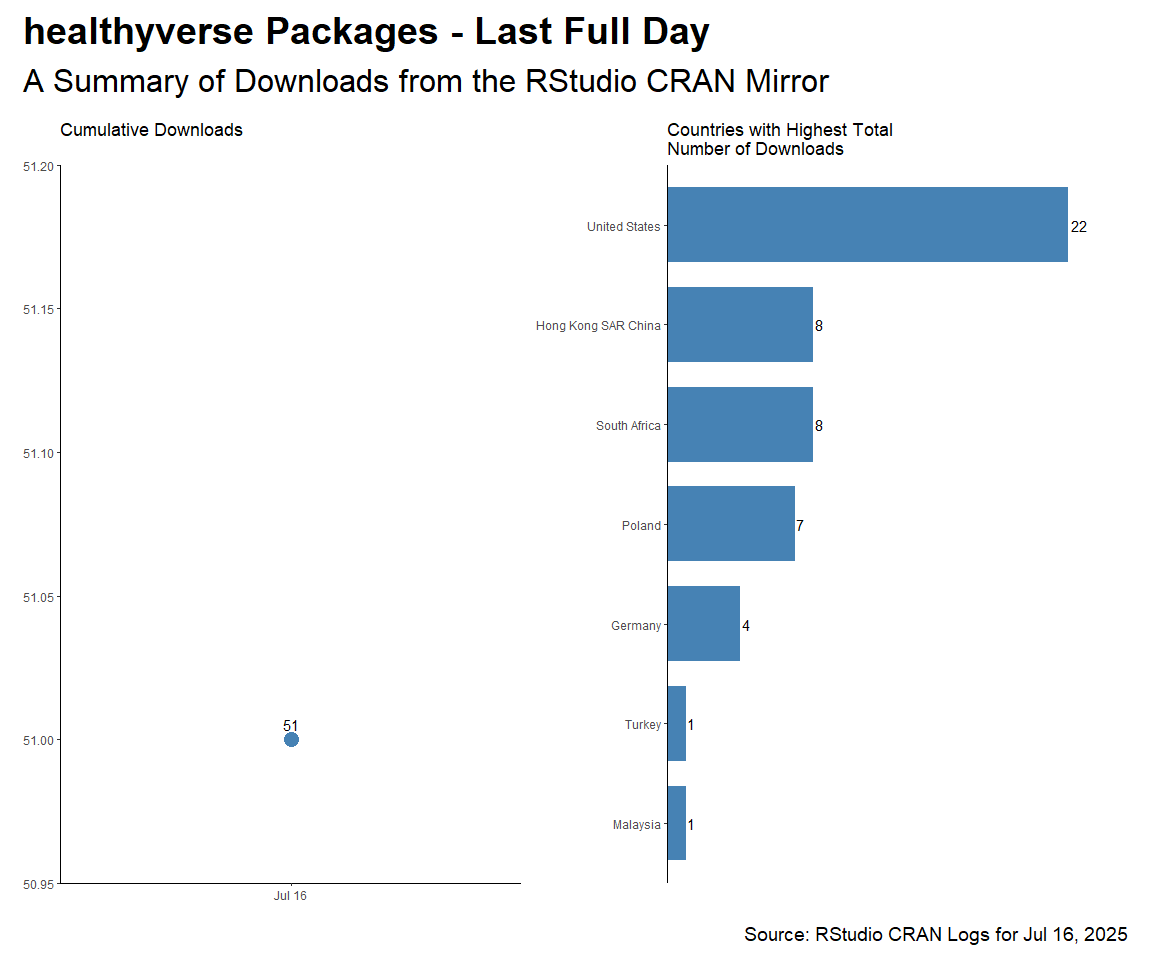 healthyverse Packages - Last Full Day
A Summary of Downloads from the RStudio CRAN Mirror
Cumulative Downloads
51.20
51.15
51.10
51.05
51.00
50.95
51
Jul 16
Countries with Highest Total
Number of Downloads
United States 22
Hong Kong SAR China 8
South Africa 8
Poland 7
Germany 4
Turkey 1
Malaysia 1
Source: RStudio CRAN Logs for Jul 16, 2025